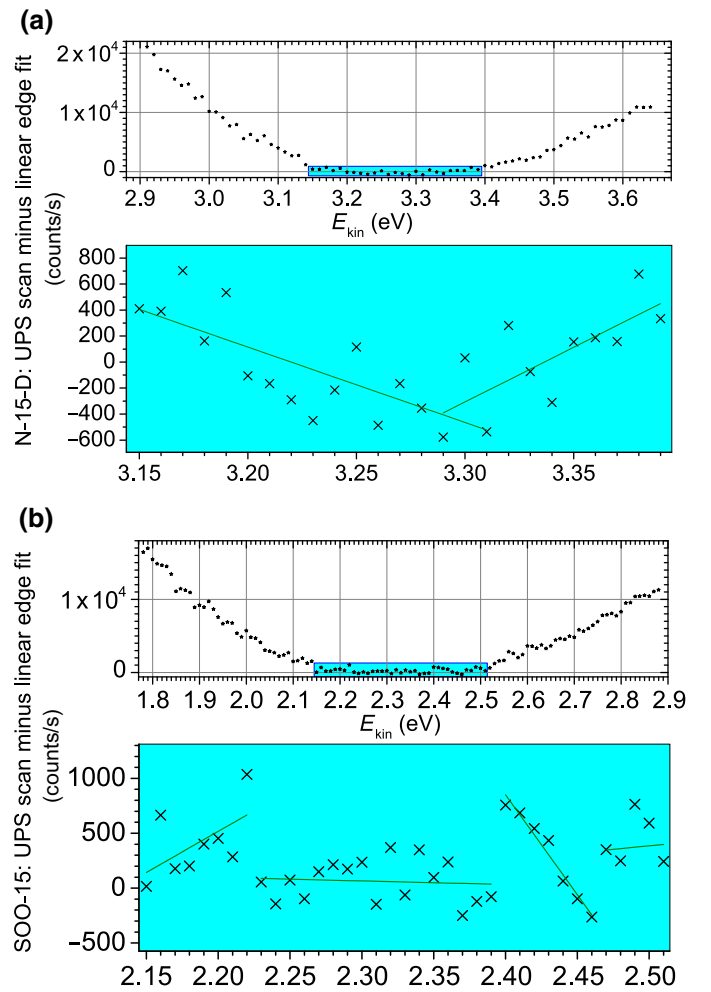 (a)
N-15-D: UPS scan minus linear edge fit
(counts/s)
2×10⁴
1×10⁴
0
2.9 3.0 3.1 3.2 3.3 3.4 3.5 3.6
E_kin (eV)
800
600
400
200
0
−200
−400
−600
3.15 3.20 3.25 3.30 3.35
(b)
SOO-15: UPS scan minus linear edge fit
(counts/s)
1×10⁴
0
1.8 1.9 2.0 2.1 2.2 2.3 2.4 2.5 2.6 2.7 2.8 2.9
E_kin (eV)
1000
500
0
−500
2.15 2.20 2.25 2.30 2.35 2.40 2.45 2.50